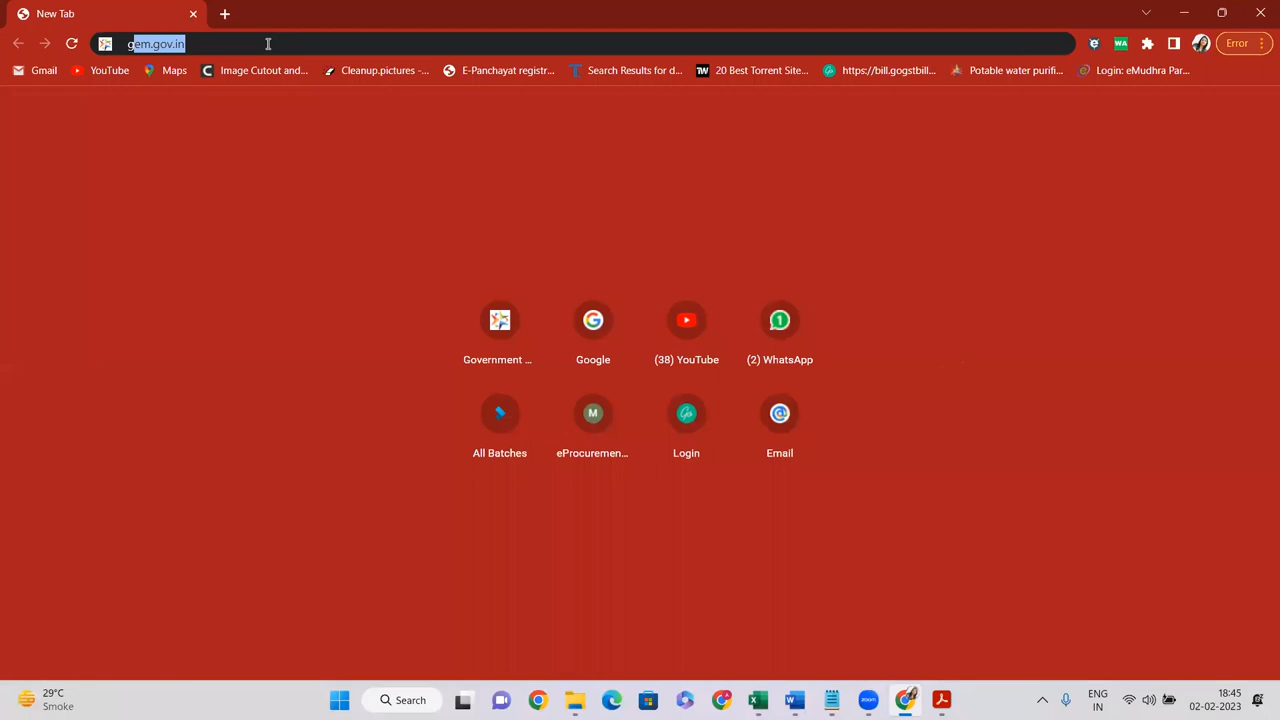 New Tab
gem.gov.in
Error
Gmail
YouTube
Maps
Image Cutout and...
Cleanup.pictures -...
E-Panchayat registr...
Search Results for d...
20 Best Torrent Site...
https://bill.gogstbill...
Potable water purifi...
Login: eMudhra Par...
Government ...
Google
(38) YouTube
(2) WhatsApp
All Batches
eProcuremen...
Login
Email
29°C
Smoke
Search
ENG
IN
18:45
02-02-2023